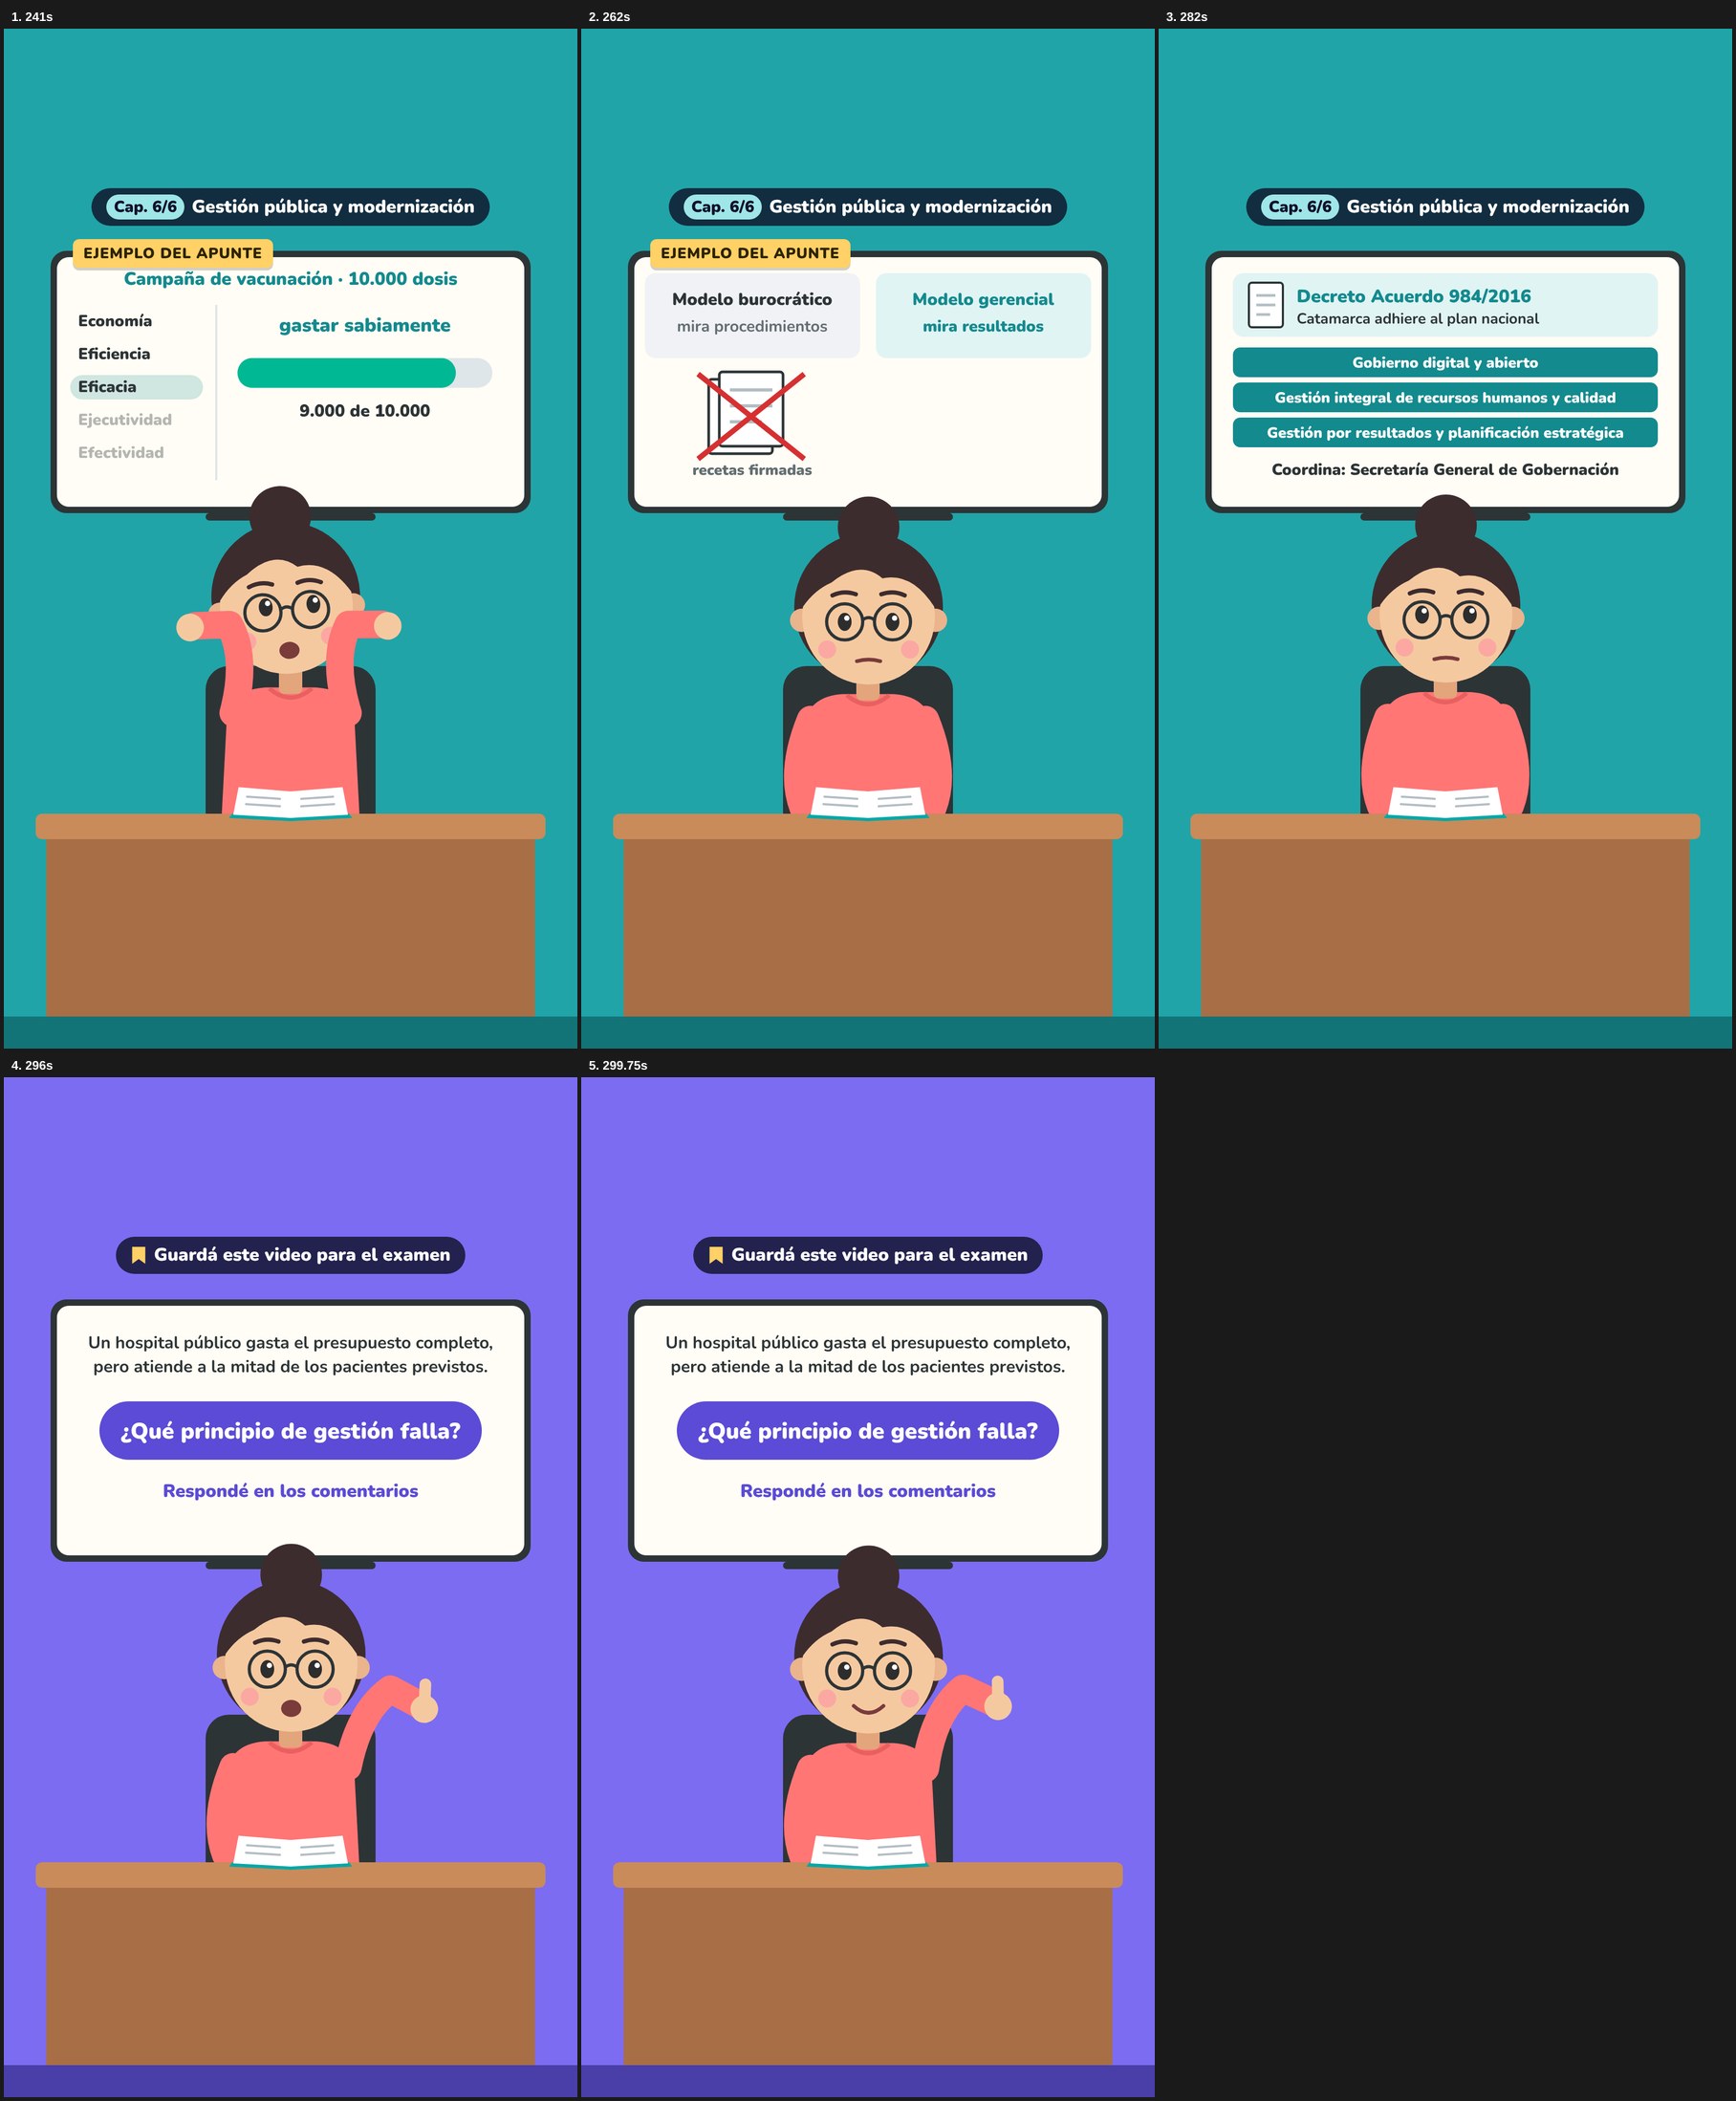 1. 241s
Cap. 6/6 Gestión pública y modernización
EJEMPLO DEL APUNTE
Campaña de vacunación · 10.000 dosis
Economía
Eficiencia
Eficacia
Ejecutividad
Efectividad
gastar sabiamente
9.000 de 10.000
2. 262s
Cap. 6/6 Gestión pública y modernización
EJEMPLO DEL APUNTE
Modelo burocrático
mira procedimientos
Modelo gerencial
mira resultados
recetas firmadas
3. 282s
Cap. 6/6 Gestión pública y modernización
Decreto Acuerdo 984/2016
Catamarca adhiere al plan nacional
Gobierno digital y abierto
Gestión integral de recursos humanos y calidad
Gestión por resultados y planificación estratégica
Coordina: Secretaría General de Gobernación
4. 296s
Guardá este video para el examen
Un hospital público gasta el presupuesto completo,
pero atiende a la mitad de los pacientes previstos.
¿Qué principio de gestión falla?
Respondé en los comentarios
5. 299.75s
Guardá este video para el examen
Un hospital público gasta el presupuesto completo,
pero atiende a la mitad de los pacientes previstos.
¿Qué principio de gestión falla?
Respondé en los comentarios